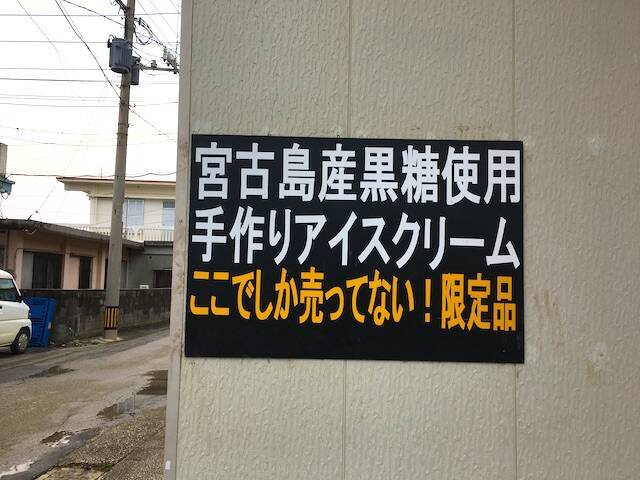 宮古島産黒糖使用
手作りアイスクリーム
ここでしか売ってない！限定品